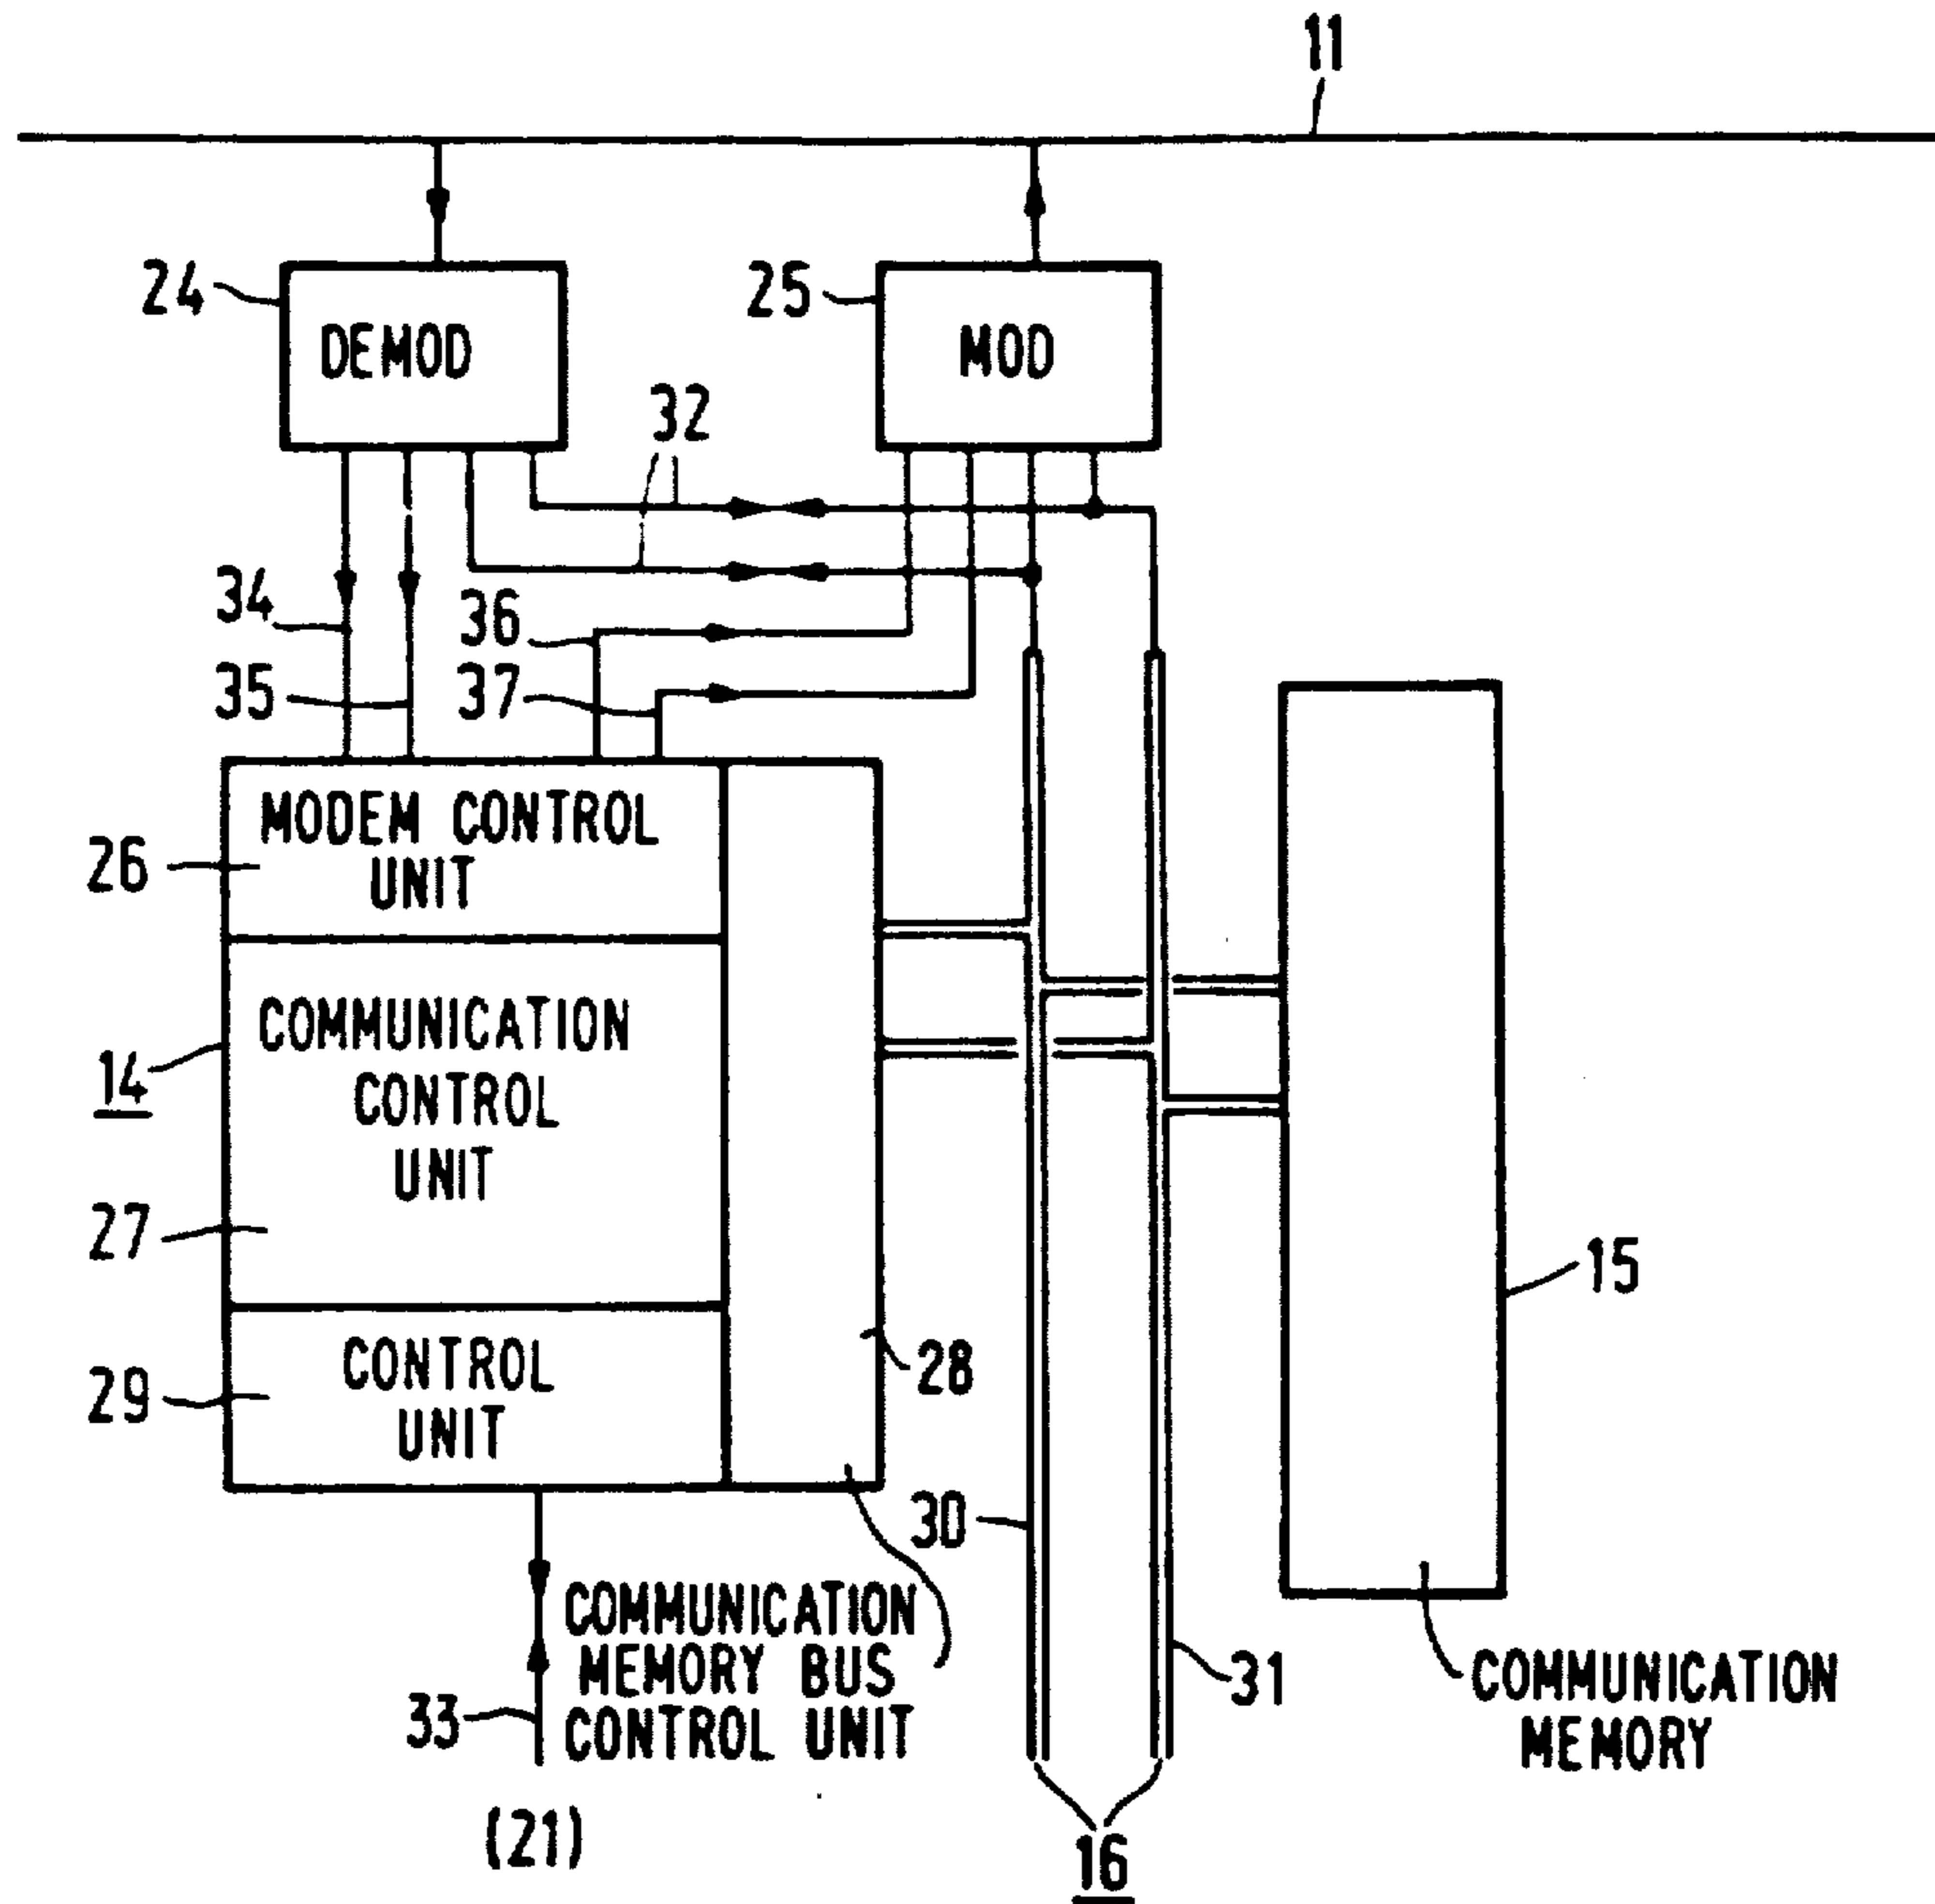 11
24
DEMOD
25
MOD
32
34
36
35
37
MODEM CONTROL
UNIT
26
COMMUNICATION
CONTROL
UNIT
14
27
15
CONTROL
UNIT
29
28
30
COMMUNICATION
MEMORY BUS
CONTROL UNIT
33
31
COMMUNICATION
MEMORY
(21)
16